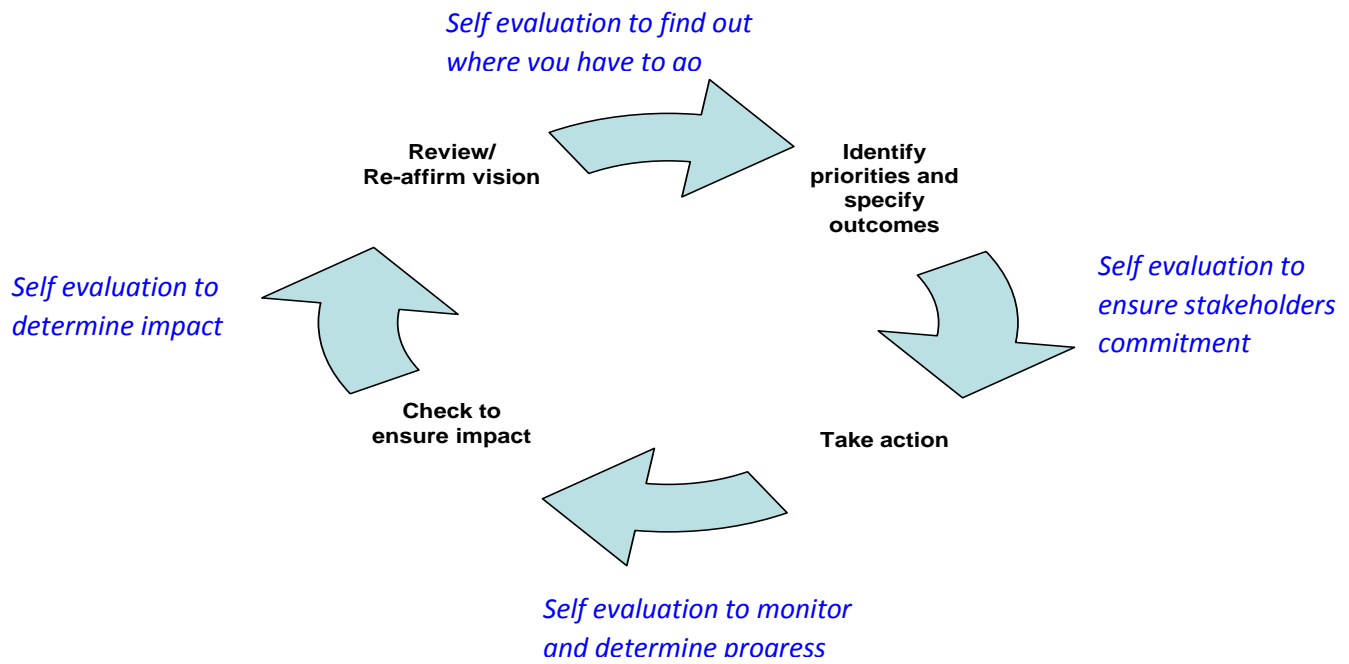 Self evaluation to find out
where you have to go
Review/
Re-affirm vision
Identify
priorities and
specify
outcomes
Self evaluation to
ensure stakeholders
commitment
Take action
Self evaluation to monitor
and determine progress
Check to
ensure impact
Self evaluation to
determine impact